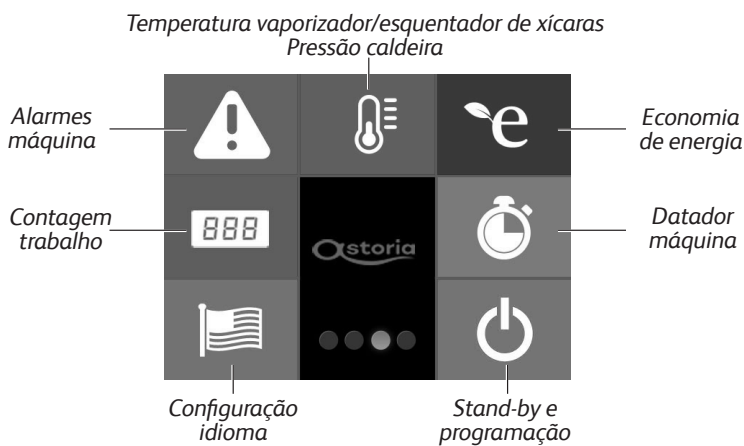 Temperatura vaporizador/esquentador de xícaras
Pressão caldeira
Alarmes
máquina
Economia
de energia
e
Contagem
trabalho
888
astoria
Datador
máquina
Configuração
idioma
Stand-by e
programação